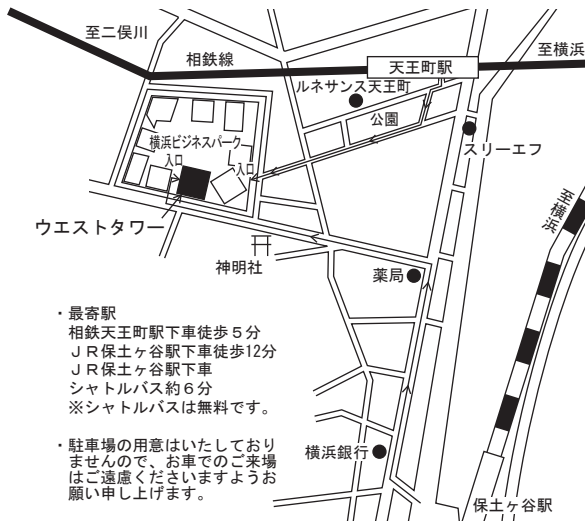 至二俣川
相鉄線
天王町駅
至横浜
ルネサンス天王町
公園
スリーエフ
横浜ビジネスパーク
入口
入口
ウエストタワー
神明社
至横浜
薬局
・最寄駅
相鉄天王町駅下車徒歩５分
ＪＲ保土ヶ谷駅下車徒歩12分
ＪＲ保土ヶ谷駅下車
シャトルバス約６分
※シャトルバスは無料です。
・駐車場の用意はいたしており
ませんので、お車でのご来場
はご遠慮くださいますようお
願い申し上げます。
横浜銀行
保土ヶ谷駅